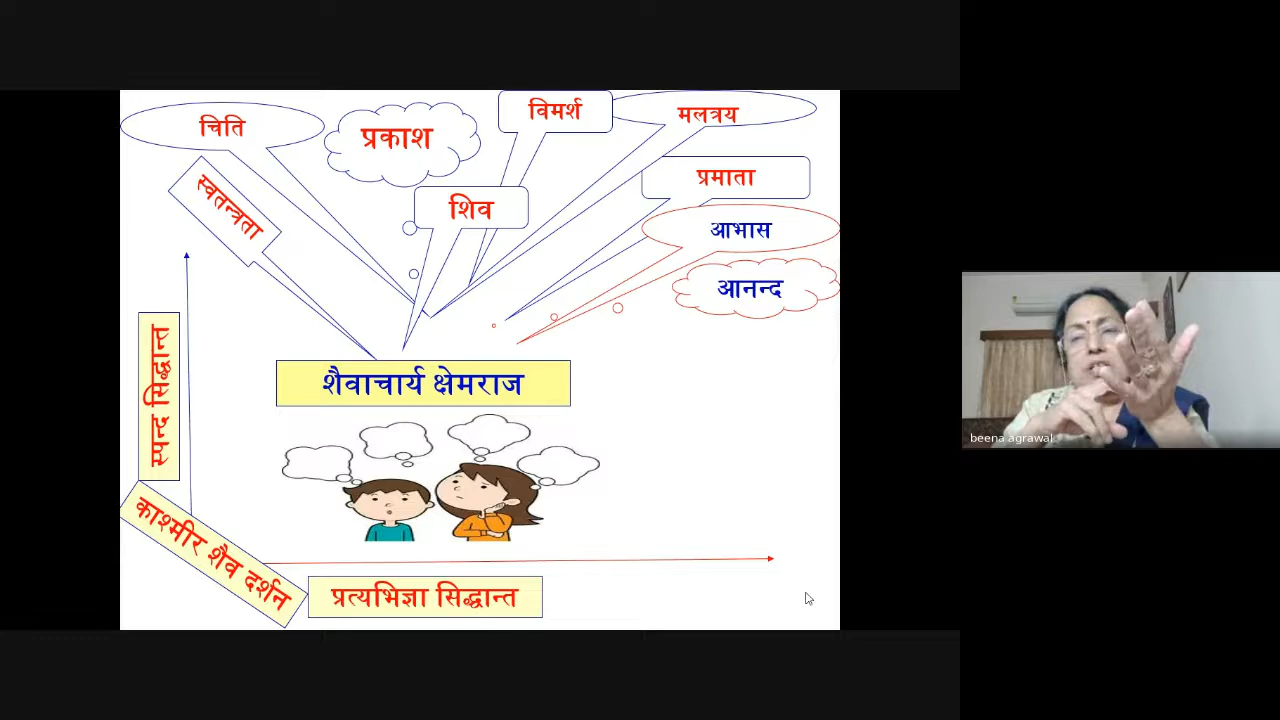 चिति
प्रकाश
विमर्श
मलत्रय
प्रमाता
स्वतन्त्रता
शिव
आभास
आनन्द
शैवाचार्य क्षेमराज
स्पन्द सिद्धान्त
काश्मीर शैव दर्शन
प्रत्यभिज्ञा सिद्धान्त
beena agrawal